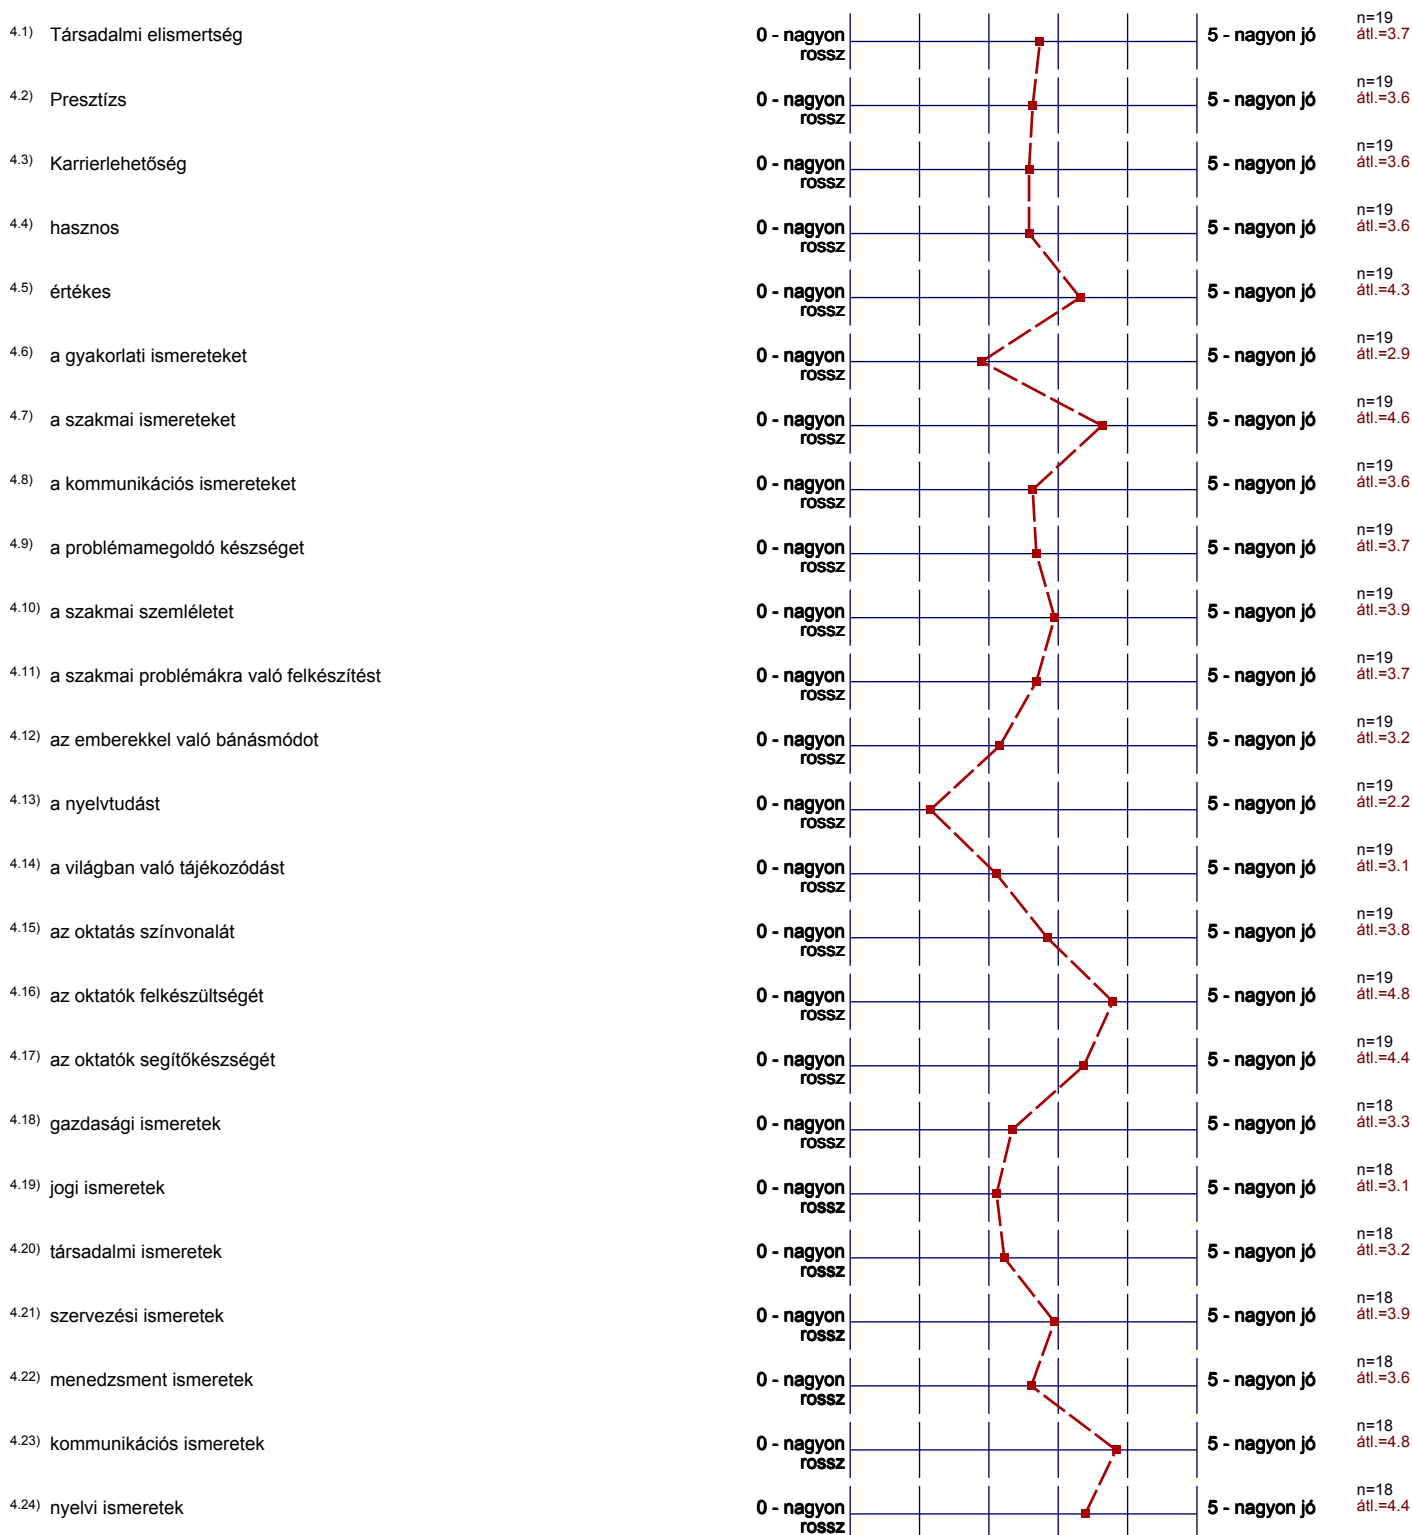 4.1) Társadalmi elismertség 0 - nagyon rossz 5 - nagyon jó n=19 átl.=3.7
4.2) Presztízs 0 - nagyon rossz 5 - nagyon jó n=19 átl.=3.6
4.3) Karrierlehetőség 0 - nagyon rossz 5 - nagyon jó n=19 átl.=3.6
4.4) hasznos 0 - nagyon rossz 5 - nagyon jó n=19 átl.=3.6
4.5) értékes 0 - nagyon rossz 5 - nagyon jó n=19 átl.=4.3
4.6) a gyakorlati ismereteket 0 - nagyon rossz 5 - nagyon jó n=19 átl.=2.9
4.7) a szakmai ismereteket 0 - nagyon rossz 5 - nagyon jó n=19 átl.=4.6
4.8) a kommunikációs ismereteket 0 - nagyon rossz 5 - nagyon jó n=19 átl.=3.6
4.9) a problémamegoldó készséget 0 - nagyon rossz 5 - nagyon jó n=19 átl.=3.7
4.10) a szakmai szemléletet 0 - nagyon rossz 5 - nagyon jó n=19 átl.=3.9
4.11) a szakmai problémákra való felkészítést 0 - nagyon rossz 5 - nagyon jó n=19 átl.=3.7
4.12) az emberekkel való bánásmódot 0 - nagyon rossz 5 - nagyon jó n=19 átl.=3.2
4.13) a nyelvtudást 0 - nagyon rossz 5 - nagyon jó n=19 átl.=2.2
4.14) a világban való tájékozódást 0 - nagyon rossz 5 - nagyon jó n=19 átl.=3.1
4.15) az oktatás színvonalát 0 - nagyon rossz 5 - nagyon jó n=19 átl.=3.8
4.16) az oktatók felkészültségét 0 - nagyon rossz 5 - nagyon jó n=19 átl.=4.8
4.17) az oktatók segítőkészségét 0 - nagyon rossz 5 - nagyon jó n=19 átl.=4.4
4.18) gazdasági ismeretek 0 - nagyon rossz 5 - nagyon jó n=18 átl.=3.3
4.19) jogi ismeretek 0 - nagyon rossz 5 - nagyon jó n=18 átl.=3.1
4.20) társadalmi ismeretek 0 - nagyon rossz 5 - nagyon jó n=18 átl.=3.2
4.21) szervezési ismeretek 0 - nagyon rossz 5 - nagyon jó n=18 átl.=3.9
4.22) menedzsment ismeretek 0 - nagyon rossz 5 - nagyon jó n=18 átl.=3.6
4.23) kommunikációs ismeretek 0 - nagyon rossz 5 - nagyon jó n=18 átl.=4.8
4.24) nyelvi ismeretek 0 - nagyon rossz 5 - nagyon jó n=18 átl.=4.4